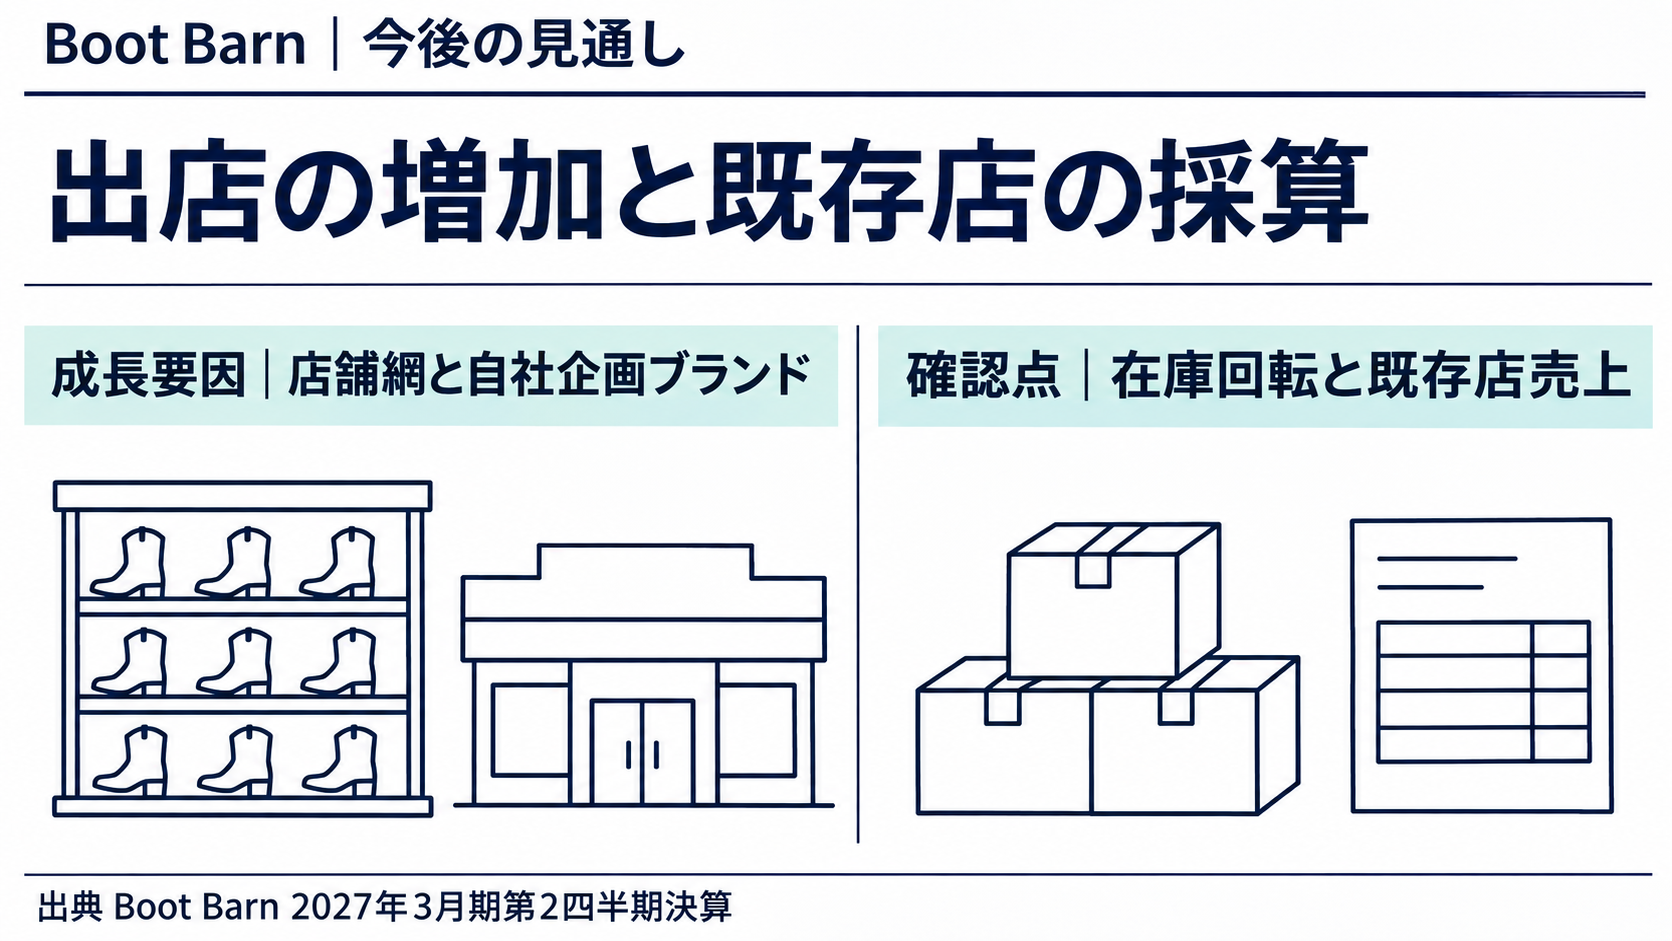 Boot Barn｜今後の見通し
出店の増加と既存店の採算
成長要因｜店舗網と自社企画ブランド
確認点｜在庫回転と既存店売上
出典 Boot Barn 2027年3月期第2四半期決算